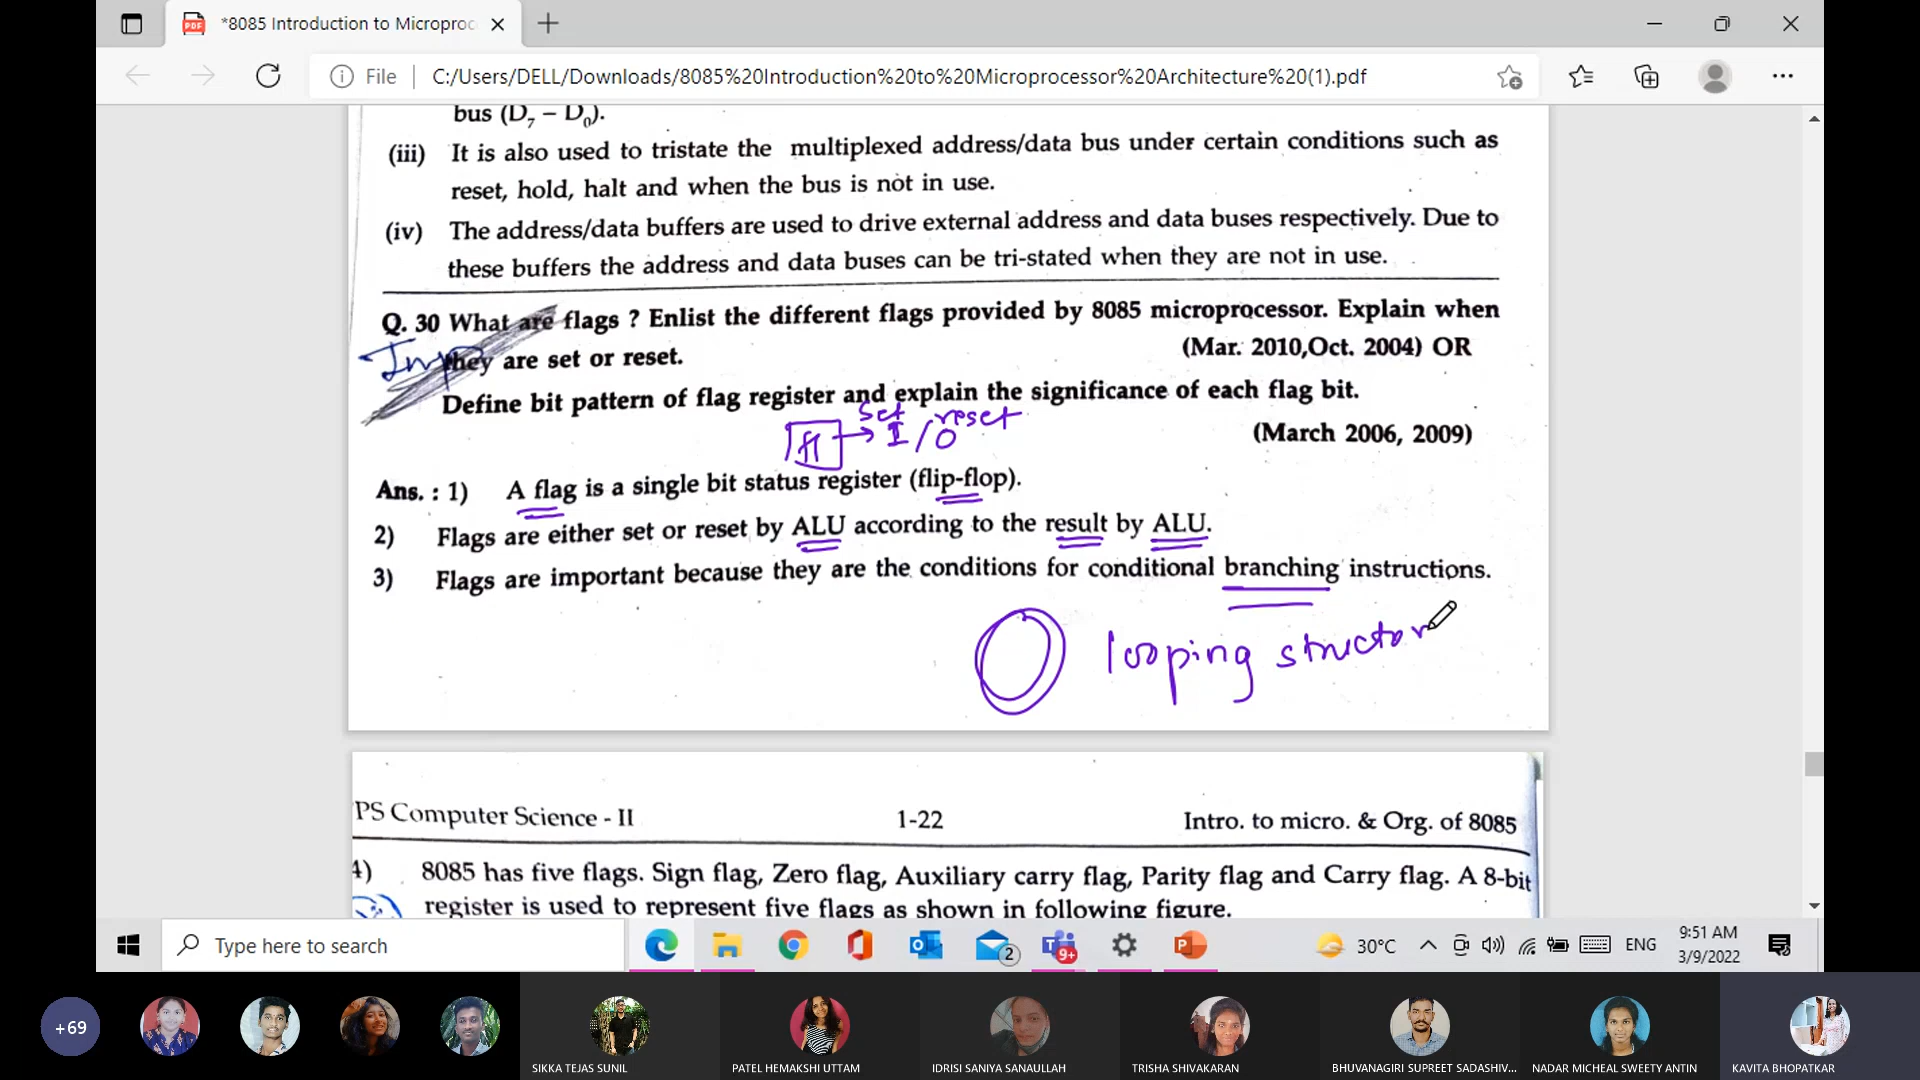 *8085 Introduction to Microproc
File
C:/Users/DELL/Downloads/8085%20Introduction%20to%20Microprocessor%20Architecture%20(1).pdf
bus (D7 – D0).
(iii) It is also used to tristate the multiplexed address/data bus under certain conditions such as
reset, hold, halt and when the bus is not in use.
(iv) The address/data buffers are used to drive external address and data buses respectively. Due to
these buffers the address and data buses can be tri-stated when they are not in use.
Q. 30 What are flags ? Enlist the different flags provided by 8085 microprocessor. Explain when
Imp they are set or reset. (Mar. 2010,Oct. 2004) OR
Define bit pattern of flag register and explain the significance of each flag bit.
set reset
1/0
(March 2006, 2009)
Ans. : 1) A flag is a single bit status register (flip-flop).
2) Flags are either set or reset by ALU according to the result by ALU.
3) Flags are important because they are the conditions for conditional branching instructions.
looping structor
PS Computer Science - II 1-22 Intro. to micro. & Org. of 8085
4) 8085 has five flags. Sign flag, Zero flag, Auxiliary carry flag, Parity flag and Carry flag. A 8-bit
register is used to represent five flags as shown in following figure.
Type here to search
2
9+
30°C
ENG
9:51 AM
3/9/2022
+69
SIKKA TEJAS SUNIL
PATEL HEMAKSHI UTTAM
IDRISI SANIYA SANAULLAH
TRISHA SHIVAKARAN
BHUVANAGIRI SUPREET SADASHIV...
NADAR MICHEAL SWEETY ANTIN
KAVITA BHOPATKAR